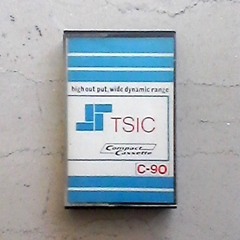 high out put, wide dynamic range
TSIC
Compact
Cassette
C-90